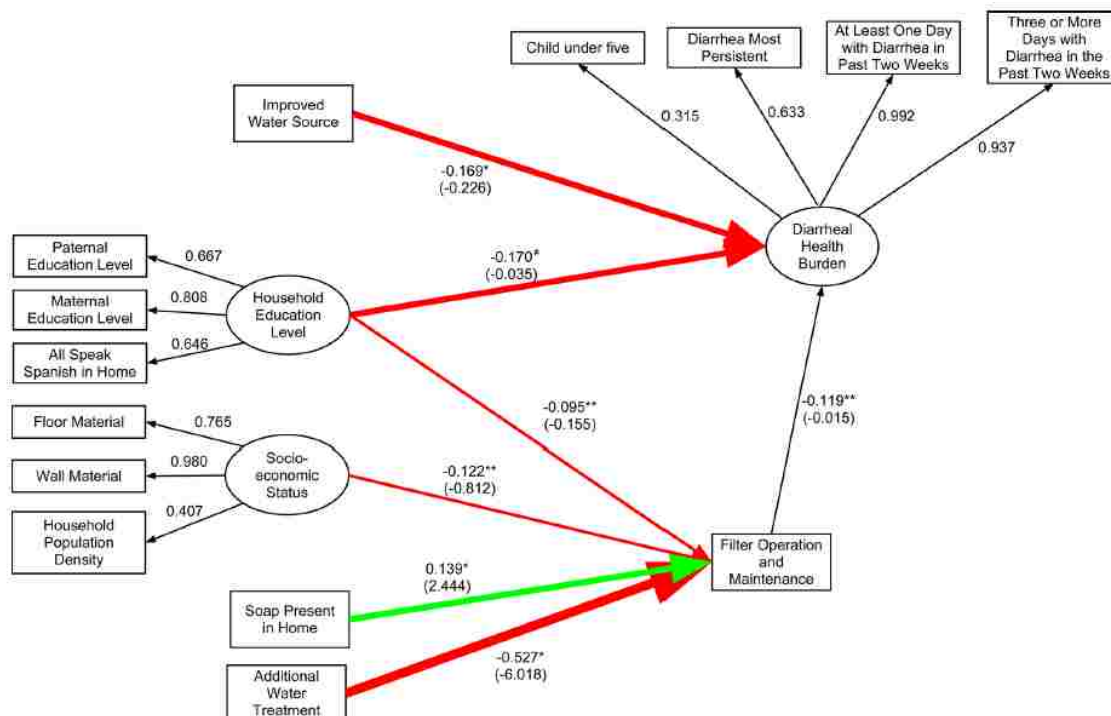 Child under five
Diarrhea Most
Persistent
At Least One Day
with Diarrhea in
Past Two Weeks
Three or More
Days with
Diarrhea in the
Past Two Weeks
Improved
Water Source
0.315
0.633
0.992
0.937
-0.169*
(-0.226)
Diarrheal
Health
Burden
Paternal
Education Level
0.667
Maternal
Education Level
0.808
All Speak
Spanish in Home
0.646
Household
Education
Level
-0.170*
(-0.035)
-0.095**
(-0.155)
-0.119**
(-0.015)
Floor Material
0.765
Wall Material
0.980
Household
Population
Density
0.407
Socio-
economic
Status
-0.122**
(-0.812)
Filter Operation
and
Maintenance
0.139*
(2.444)
Soap Present
in Home
-0.527*
(-6.018)
Additional
Water
Treatment